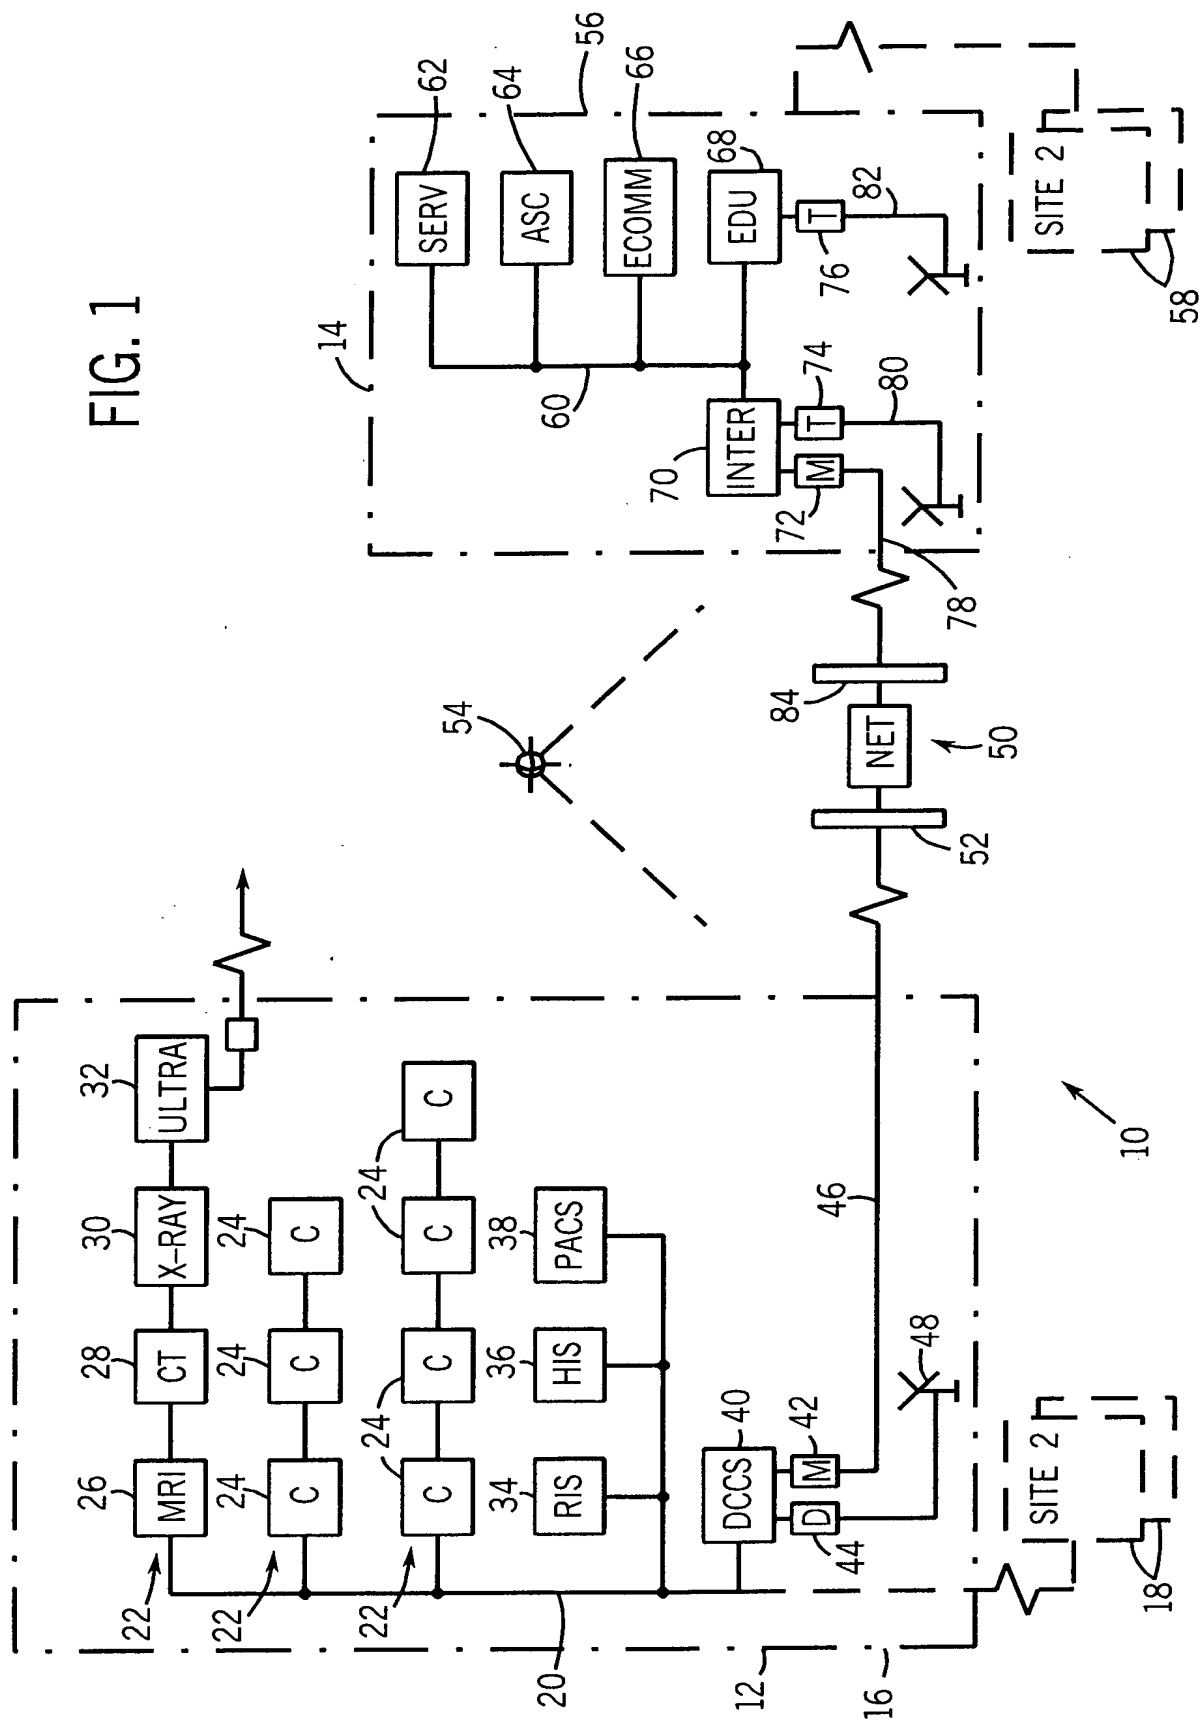 FIG. 1
32
ULTRA
30
X-RAY
28
CT
26
MRI
22
24
C
24
C
24
C
22
24
C
C
24
C
C
22
38
PACS
36
HIS
34
RIS
20
40
DCCS
42
M
D
44
46
48
12
16
SITE 2
18
10
54
52
NET
50
84
78
14
56
62
SERV
64
ASC
66
ECOMM
68
EDU
60
70
INTER
72
M
74
T
76
T
80
82
SITE 2
58